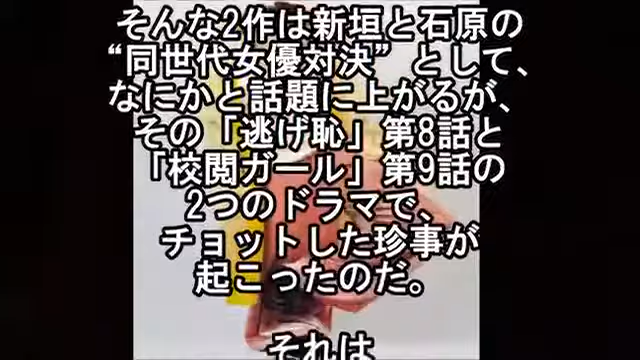 そんな2作は新垣と石原の
“同世代女優対決”として、
なにかと話題に上がるが、
その「逃げ恥」第8話と
「校閲ガール」第9話の
2つのドラマで、
チョットした珍事が
起こったのだ。
それは